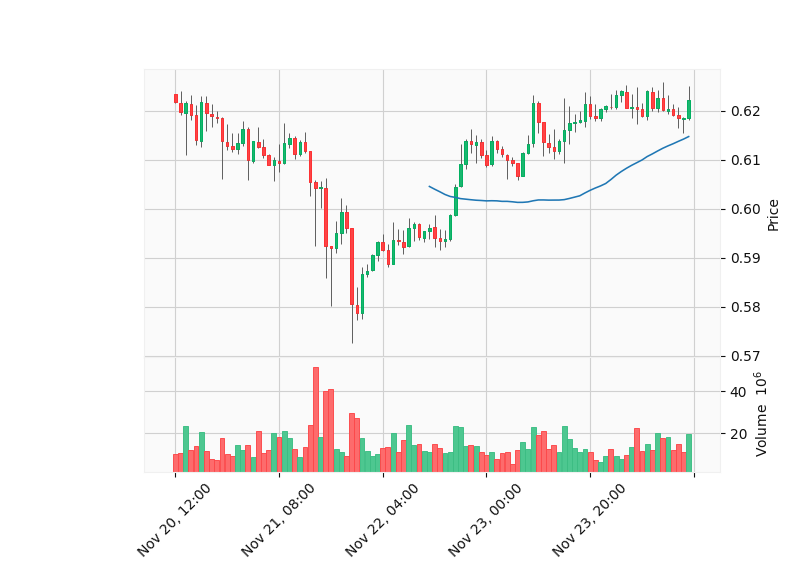 0.62
0.61
0.60
0.59
0.58
0.57
Price
40
20
Volume 10^6
Nov 20, 12:00
Nov 21, 08:00
Nov 22, 04:00
Nov 23, 00:00
Nov 23, 20:00